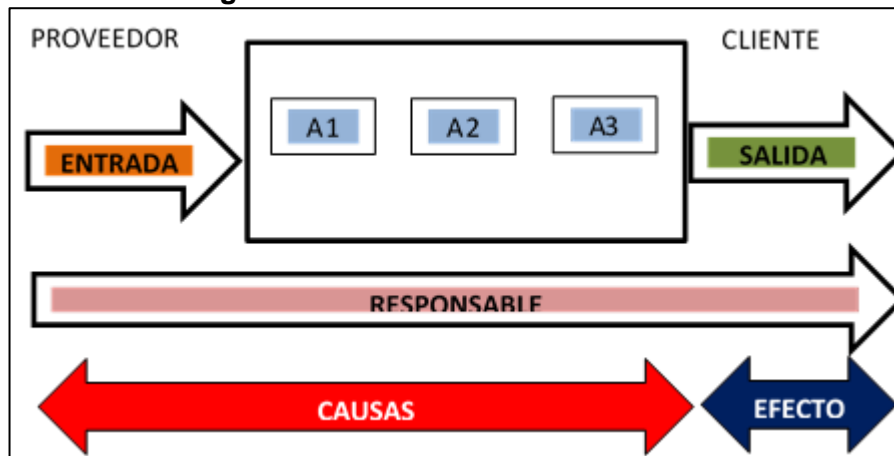 PROVEEDOR
CLIENTE
A1
A2
A3
ENTRADA
SALIDA
RESPONSABLE
CAUSAS
EFECTO